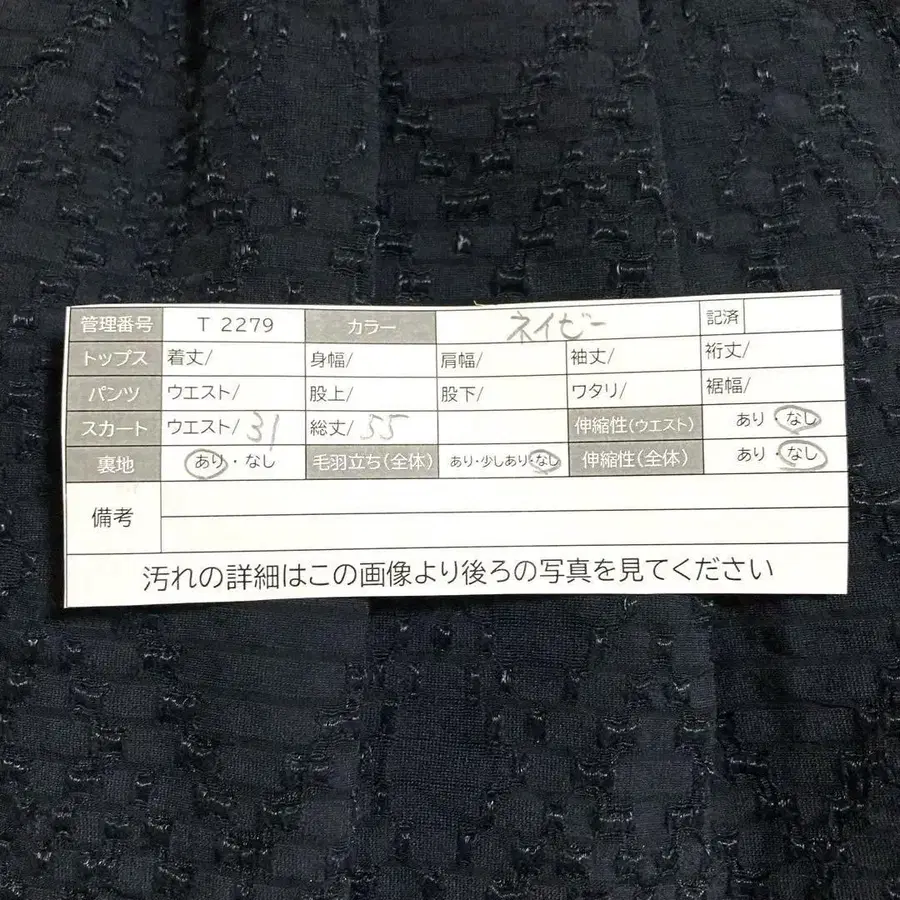 管理番号 T 2279 カラー ネイビー 記済
トップス 着丈/ 身幅/ 肩幅/ 袖丈/ 裄丈/
パンツ ウエスト/ 股上/ 股下/ ワタリ/ 裾幅/
スカート ウエスト/31 総丈/55 伸縮性(ウエスト) あり・なし
裏地 あり・なし 毛羽立ち(全体) あり・少しあり・なし 伸縮性(全体) あり・なし
備考
汚れの詳細はこの画像より後ろの写真を見てください